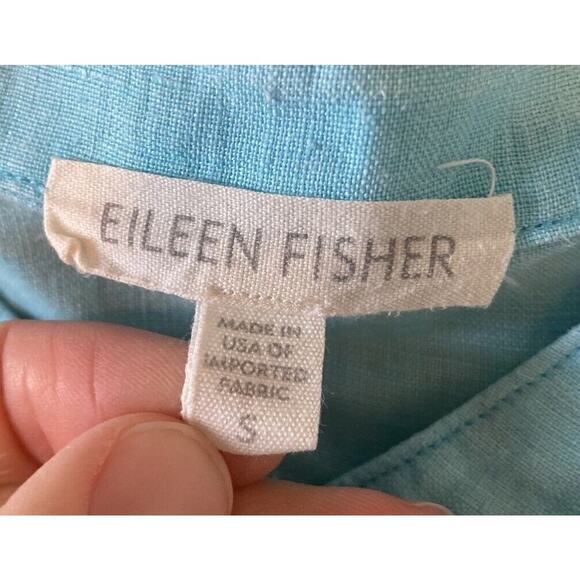 EILEEN FISHER
MADE IN
USA OF
IMPORTED
FABRIC
S